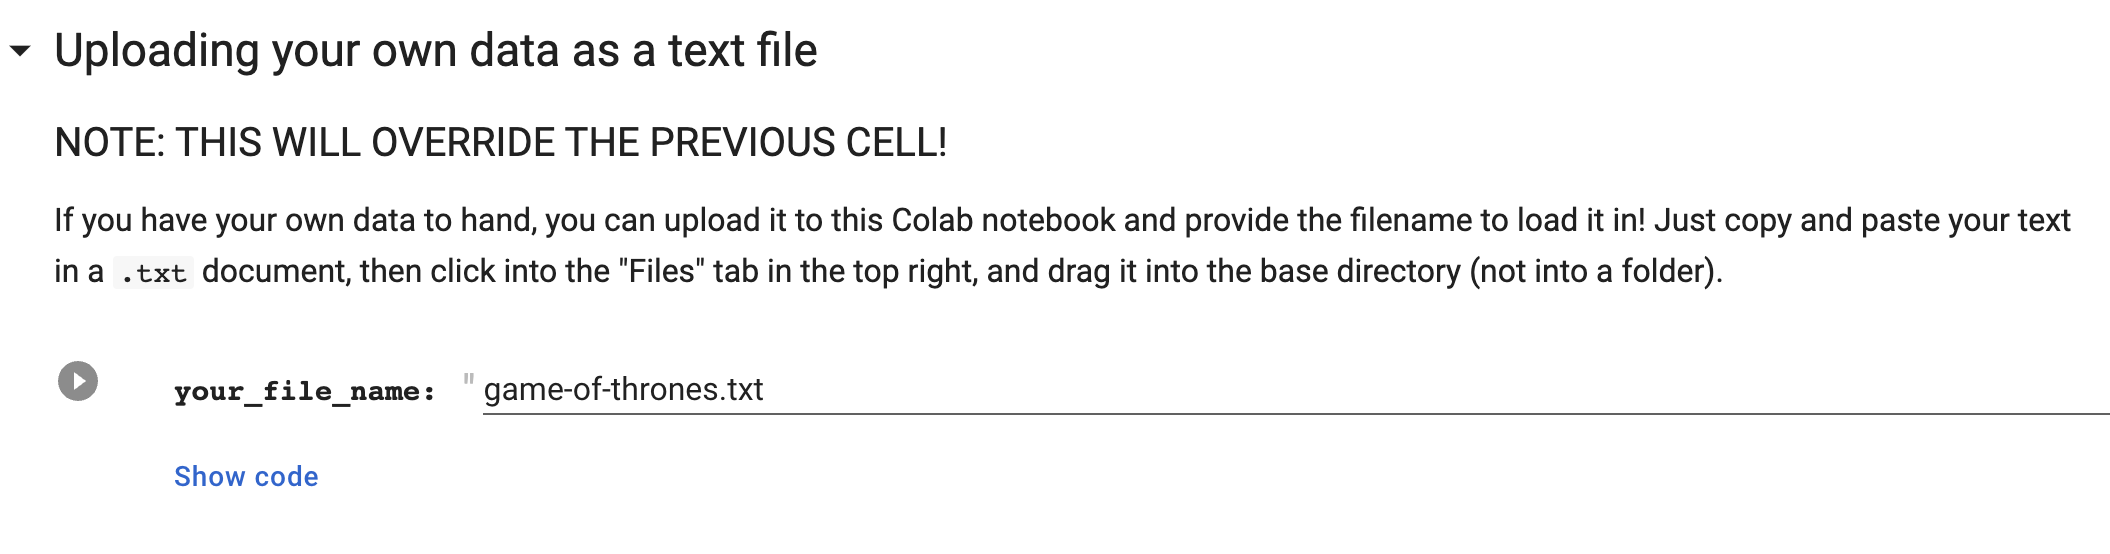 Uploading your own data as a text file
NOTE: THIS WILL OVERRIDE THE PREVIOUS CELL!
If you have your own data to hand, you can upload it to this Colab notebook and provide the filename to load it in! Just copy and paste your text
in a .txt document, then click into the "Files" tab in the top right, and drag it into the base directory (not into a folder).
your_file_name: " game-of-thrones.txt
Show code